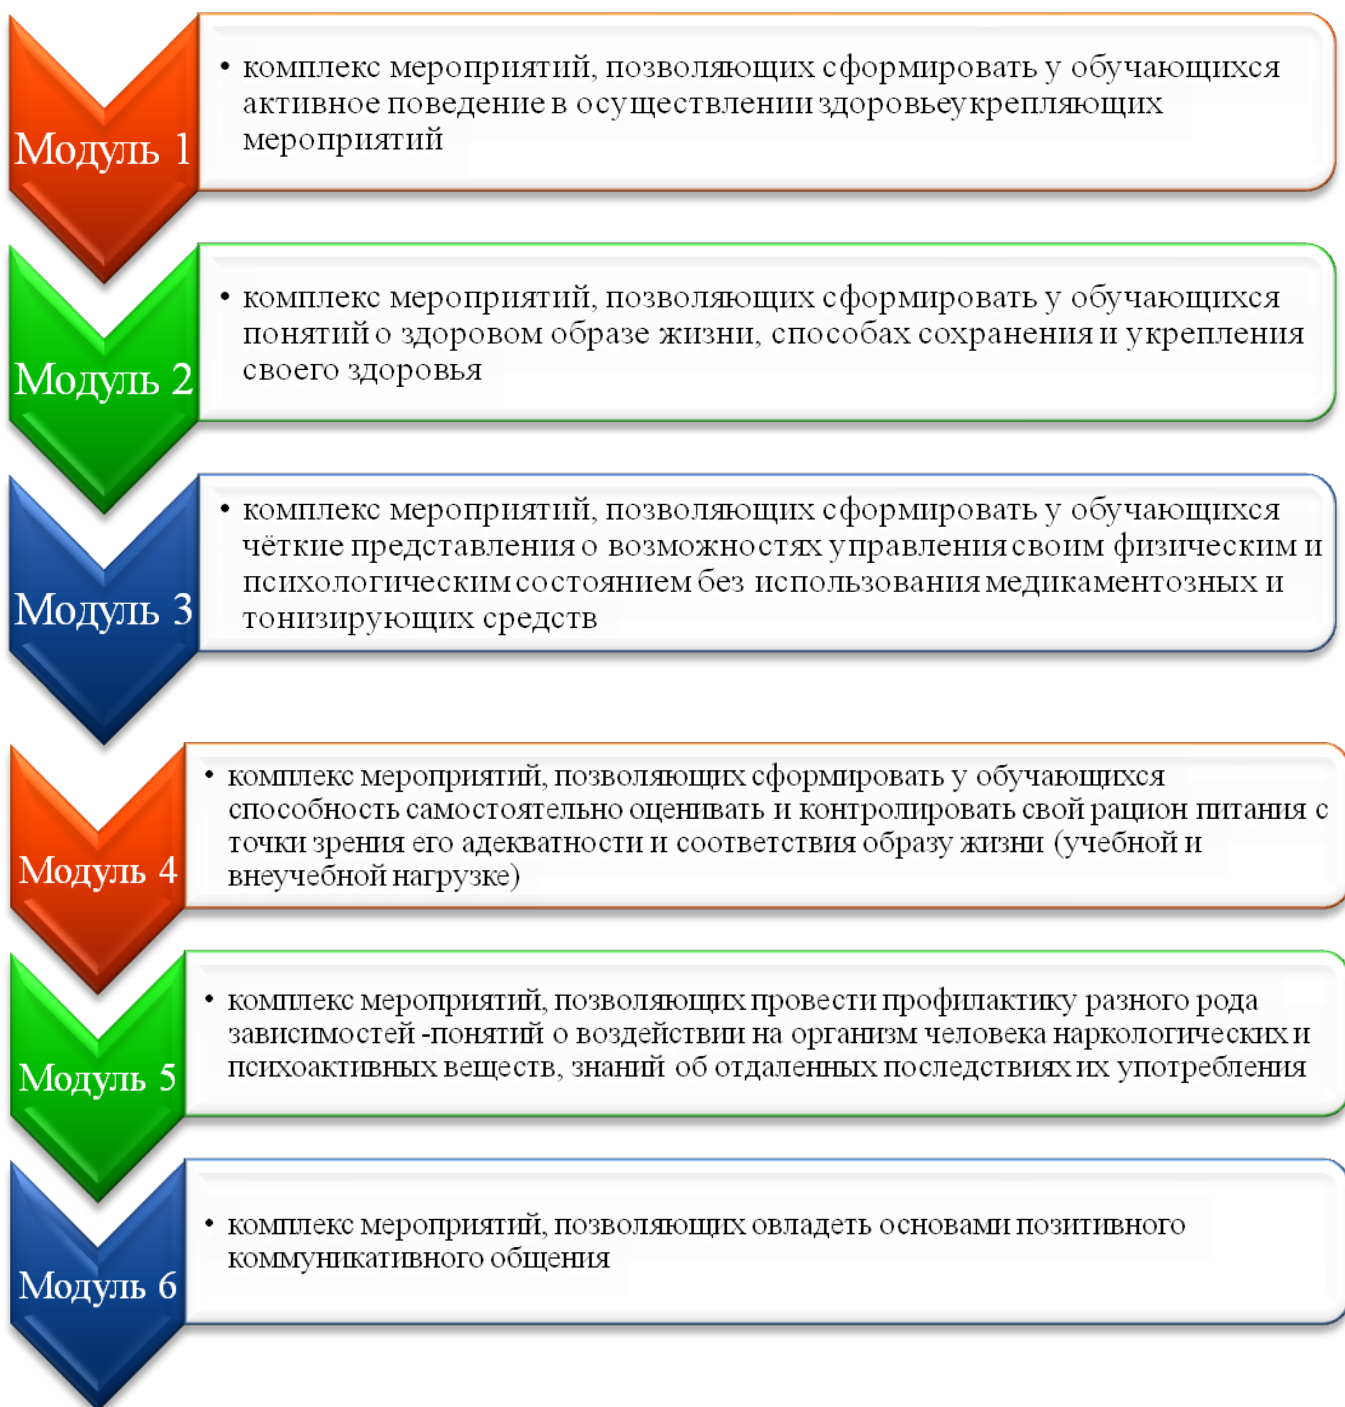 Модуль 1
• комплекс мероприятий, позволяющих сформировать у обучающихся
активное поведение в осуществлении здоровьеукрепляющих
мероприятий
Модуль 2
• комплекс мероприятий, позволяющих сформировать у обучающихся
понятий о здоровом образе жизни, способах сохранения и укрепления
своего здоровья
Модуль 3
• комплекс мероприятий, позволяющих сформировать у обучающихся
чёткие представления о возможностях управления своим физическим и
психологическим состоянием без использования медикаментозных и
тонизирующих средств
Модуль 4
• комплекс мероприятий, позволяющих сформировать у обучающихся
способность самостоятельно оценивать и контролировать свой рацион питания с
точки зрения его адекватности и соответствия образу жизни (учебной и
внеучебной нагрузке)
Модуль 5
• комплекс мероприятий, позволяющих провести профилактику разного рода
зависимостей -понятий о воздействии на организм человека наркологических и
психоактивных веществ, знаний об отдаленных последствиях их употребления
Модуль 6
• комплекс мероприятий, позволяющих овладеть основами позитивного
коммуникативного общения